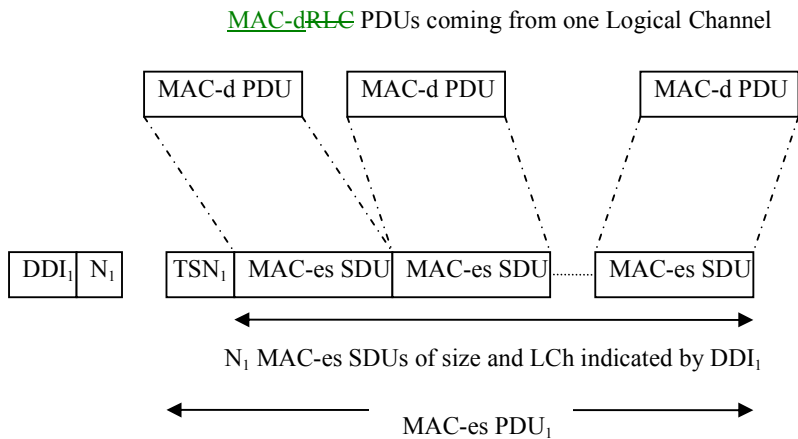 MAC-dRLC PDUs coming from one Logical Channel
MAC-d PDU MAC-d PDU MAC-d PDU
DDI₁ N₁ TSN₁ MAC-es SDU MAC-es SDU MAC-es SDU
N₁ MAC-es SDUs of size and LCh indicated by DDI₁
MAC-es PDU₁